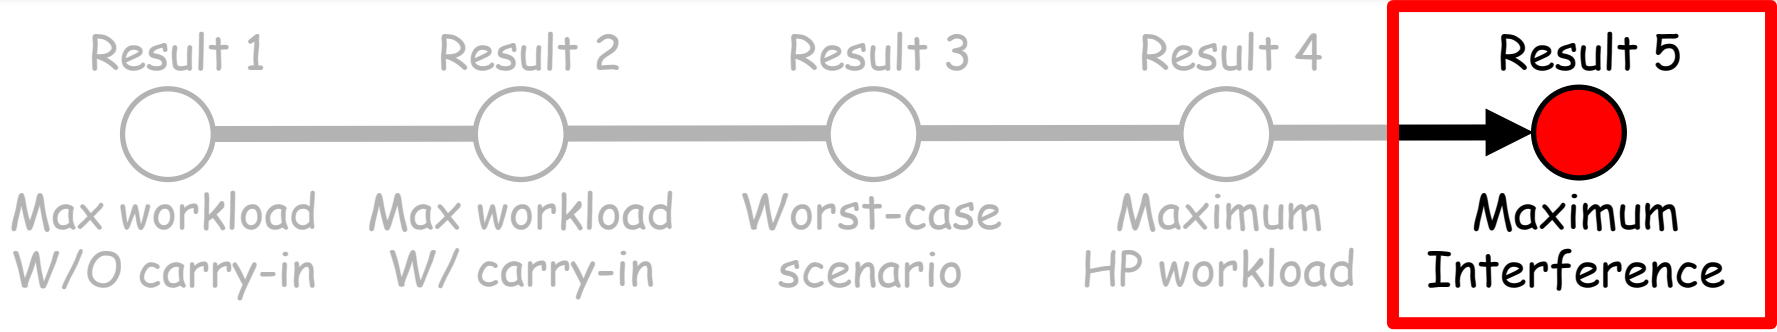 Result 1
Result 2
Result 3
Result 4
Result 5
Max workload
W/O carry-in
Max workload
W/ carry-in
Worst-case
scenario
Maximum
HP workload
Maximum
Interference